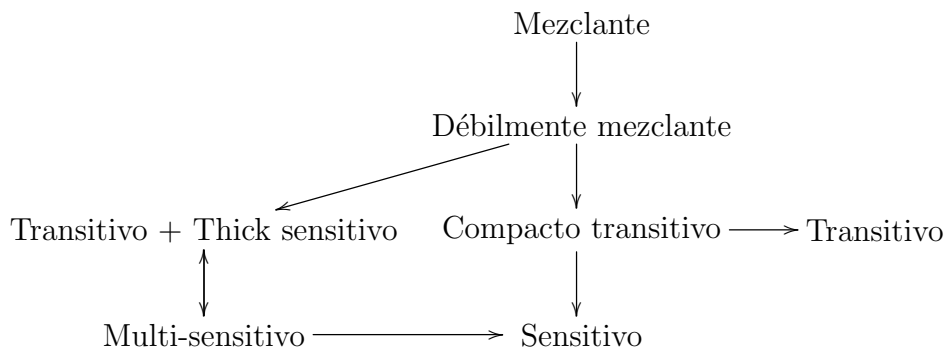 Mezclante
Débilmente mezclante
Transitivo + Thick sensitivo
Compacto transitivo
Transitivo
Multi-sensitivo
Sensitivo